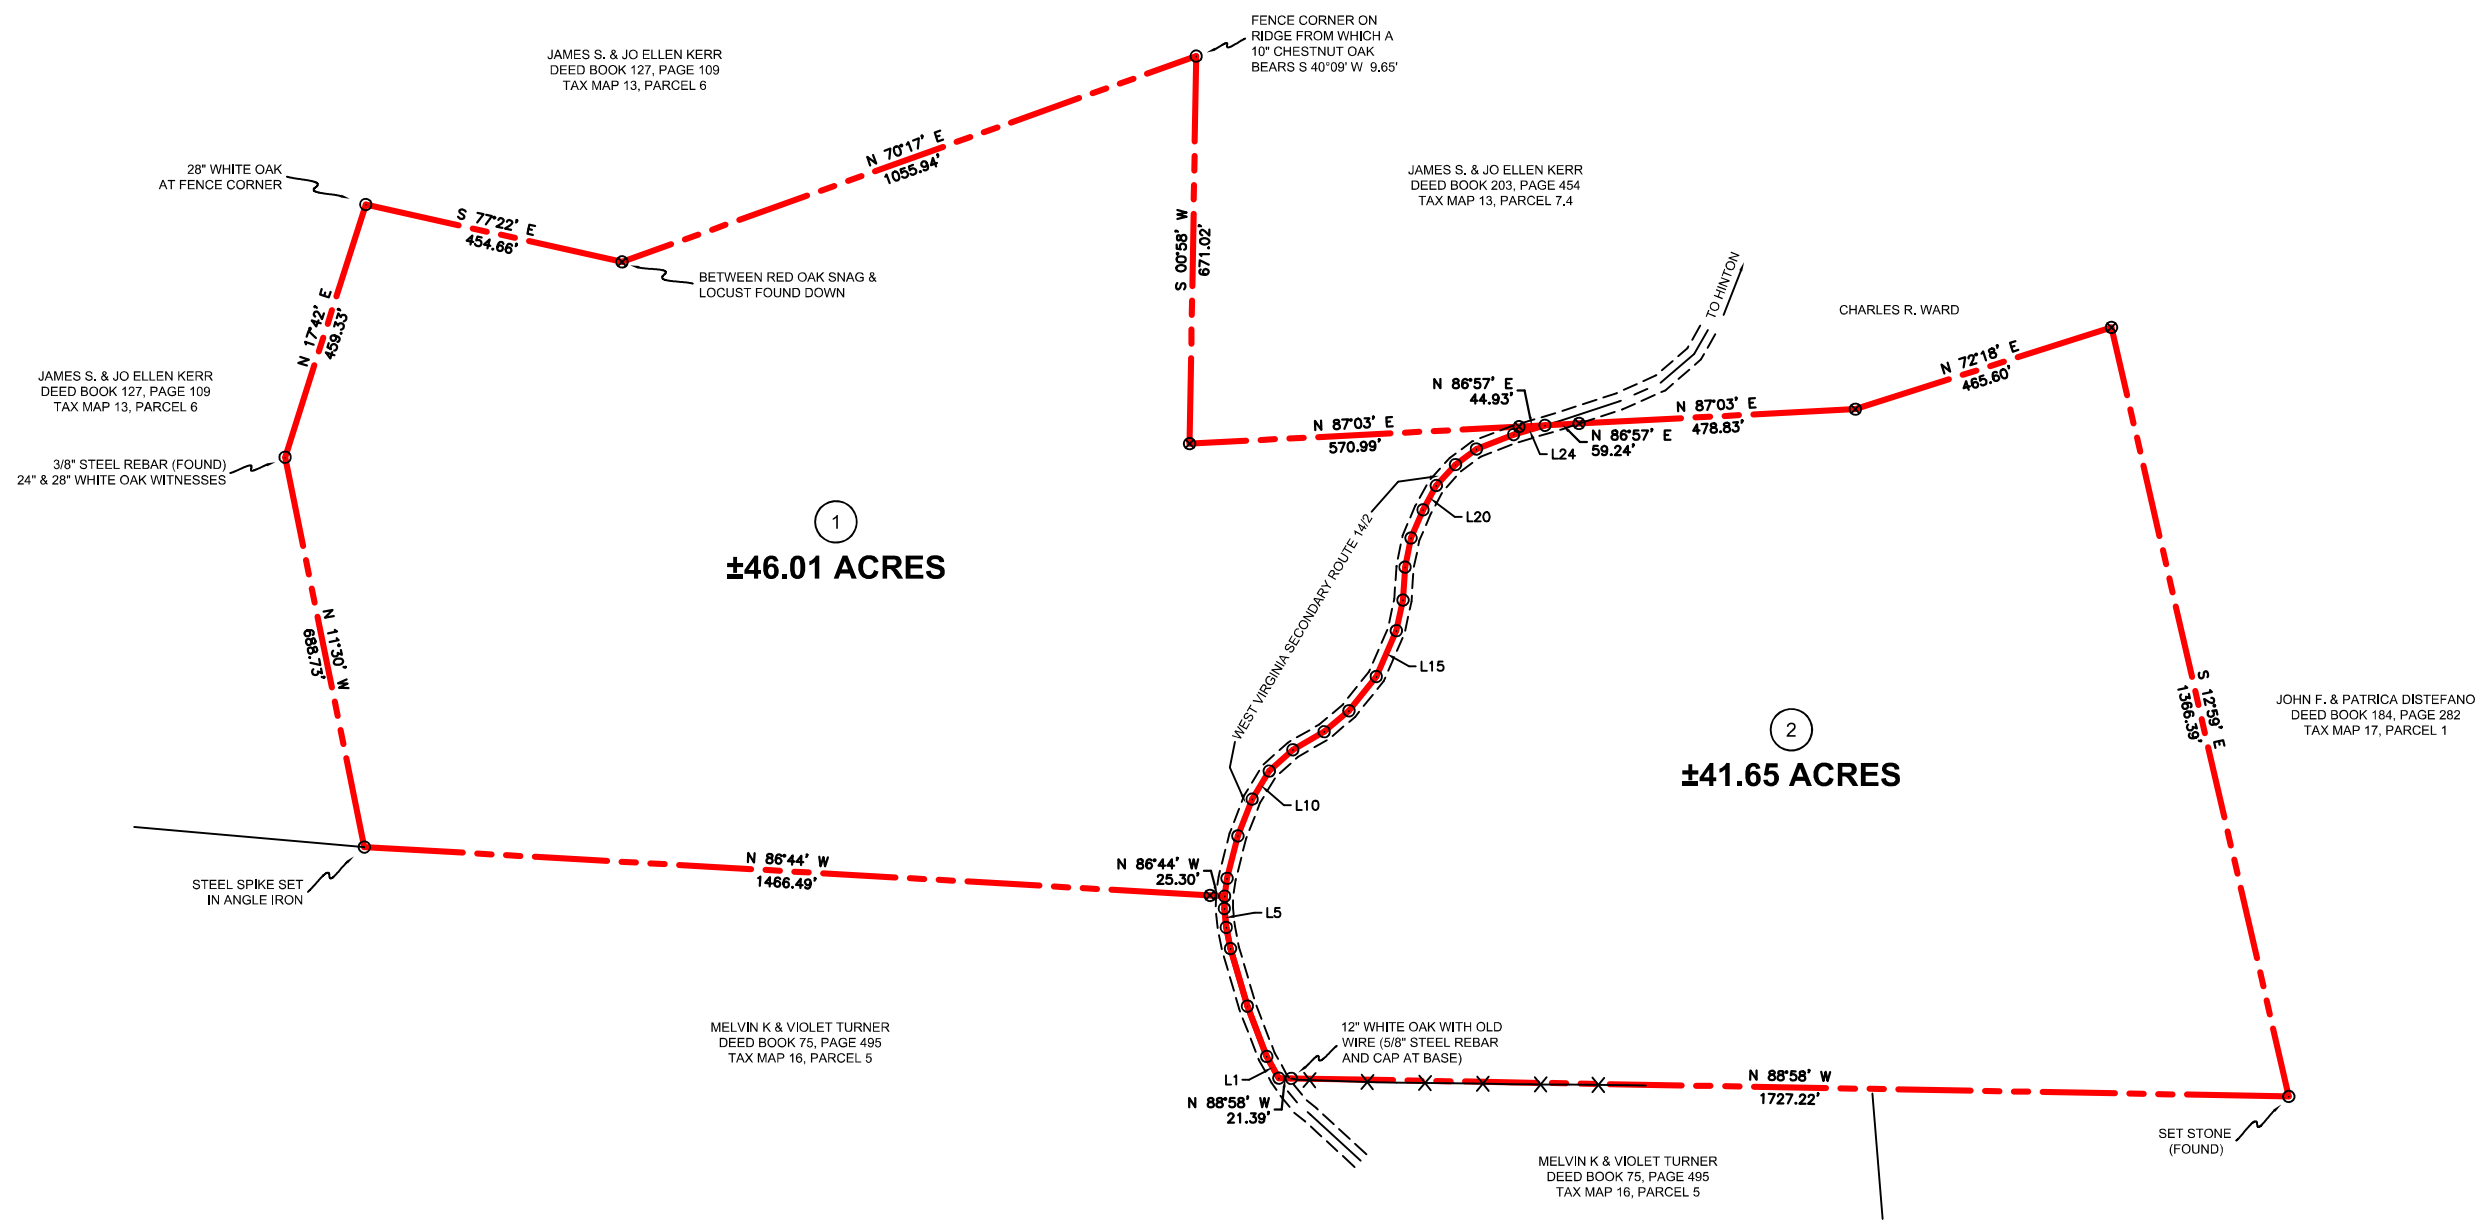 FENCE CORNER ON
RIDGE FROM WHICH A
10" CHESTNUT OAK
BEARS S 40°09' W 9.65'
JAMES S. & JO ELLEN KERR
DEED BOOK 127, PAGE 109
TAX MAP 13, PARCEL 6
N 70°17' E
1055.94'
28" WHITE OAK
AT FENCE CORNER
S 77°22' E
454.66'
JAMES S. & JO ELLEN KERR
DEED BOOK 203, PAGE 454
TAX MAP 13, PARCEL 7.4
S 00°58' W
671.02'
BETWEEN RED OAK SNAG &
LOCUST FOUND DOWN
TO HINTON
CHARLES R. WARD
N 17°42' E
459.33'
JAMES S. & JO ELLEN KERR
DEED BOOK 127, PAGE 109
TAX MAP 13, PARCEL 6
N 72°18' E
465.60'
N 86°57' E
44.93'
N 87°03' E
570.99'
N 87°03' E
478.83'
N 86°57' E
59.24'
L24
3/8" STEEL REBAR (FOUND)
24" & 28" WHITE OAK WITNESSES
1
±46.01 ACRES
L20
WEST VIRGINIA SECONDARY ROUTE 14/2
N 11°30' W
688.73'
L15
S 12°59' E
1366.39'
JOHN F. & PATRICA DISTEFANO
DEED BOOK 184, PAGE 282
TAX MAP 17, PARCEL 1
2
±41.65 ACRES
L10
N 86°44' W
1466.49'
N 86°44' W
25.30'
STEEL SPIKE SET
IN ANGLE IRON
L5
MELVIN K & VIOLET TURNER
DEED BOOK 75, PAGE 495
TAX MAP 16, PARCEL 5
12" WHITE OAK WITH OLD
WIRE (5/8" STEEL REBAR
AND CAP AT BASE)
L1
N 88°58' W
21.39'
N 88°58' W
1727.22'
SET STONE
(FOUND)
MELVIN K & VIOLET TURNER
DEED BOOK 75, PAGE 495
TAX MAP 16, PARCEL 5